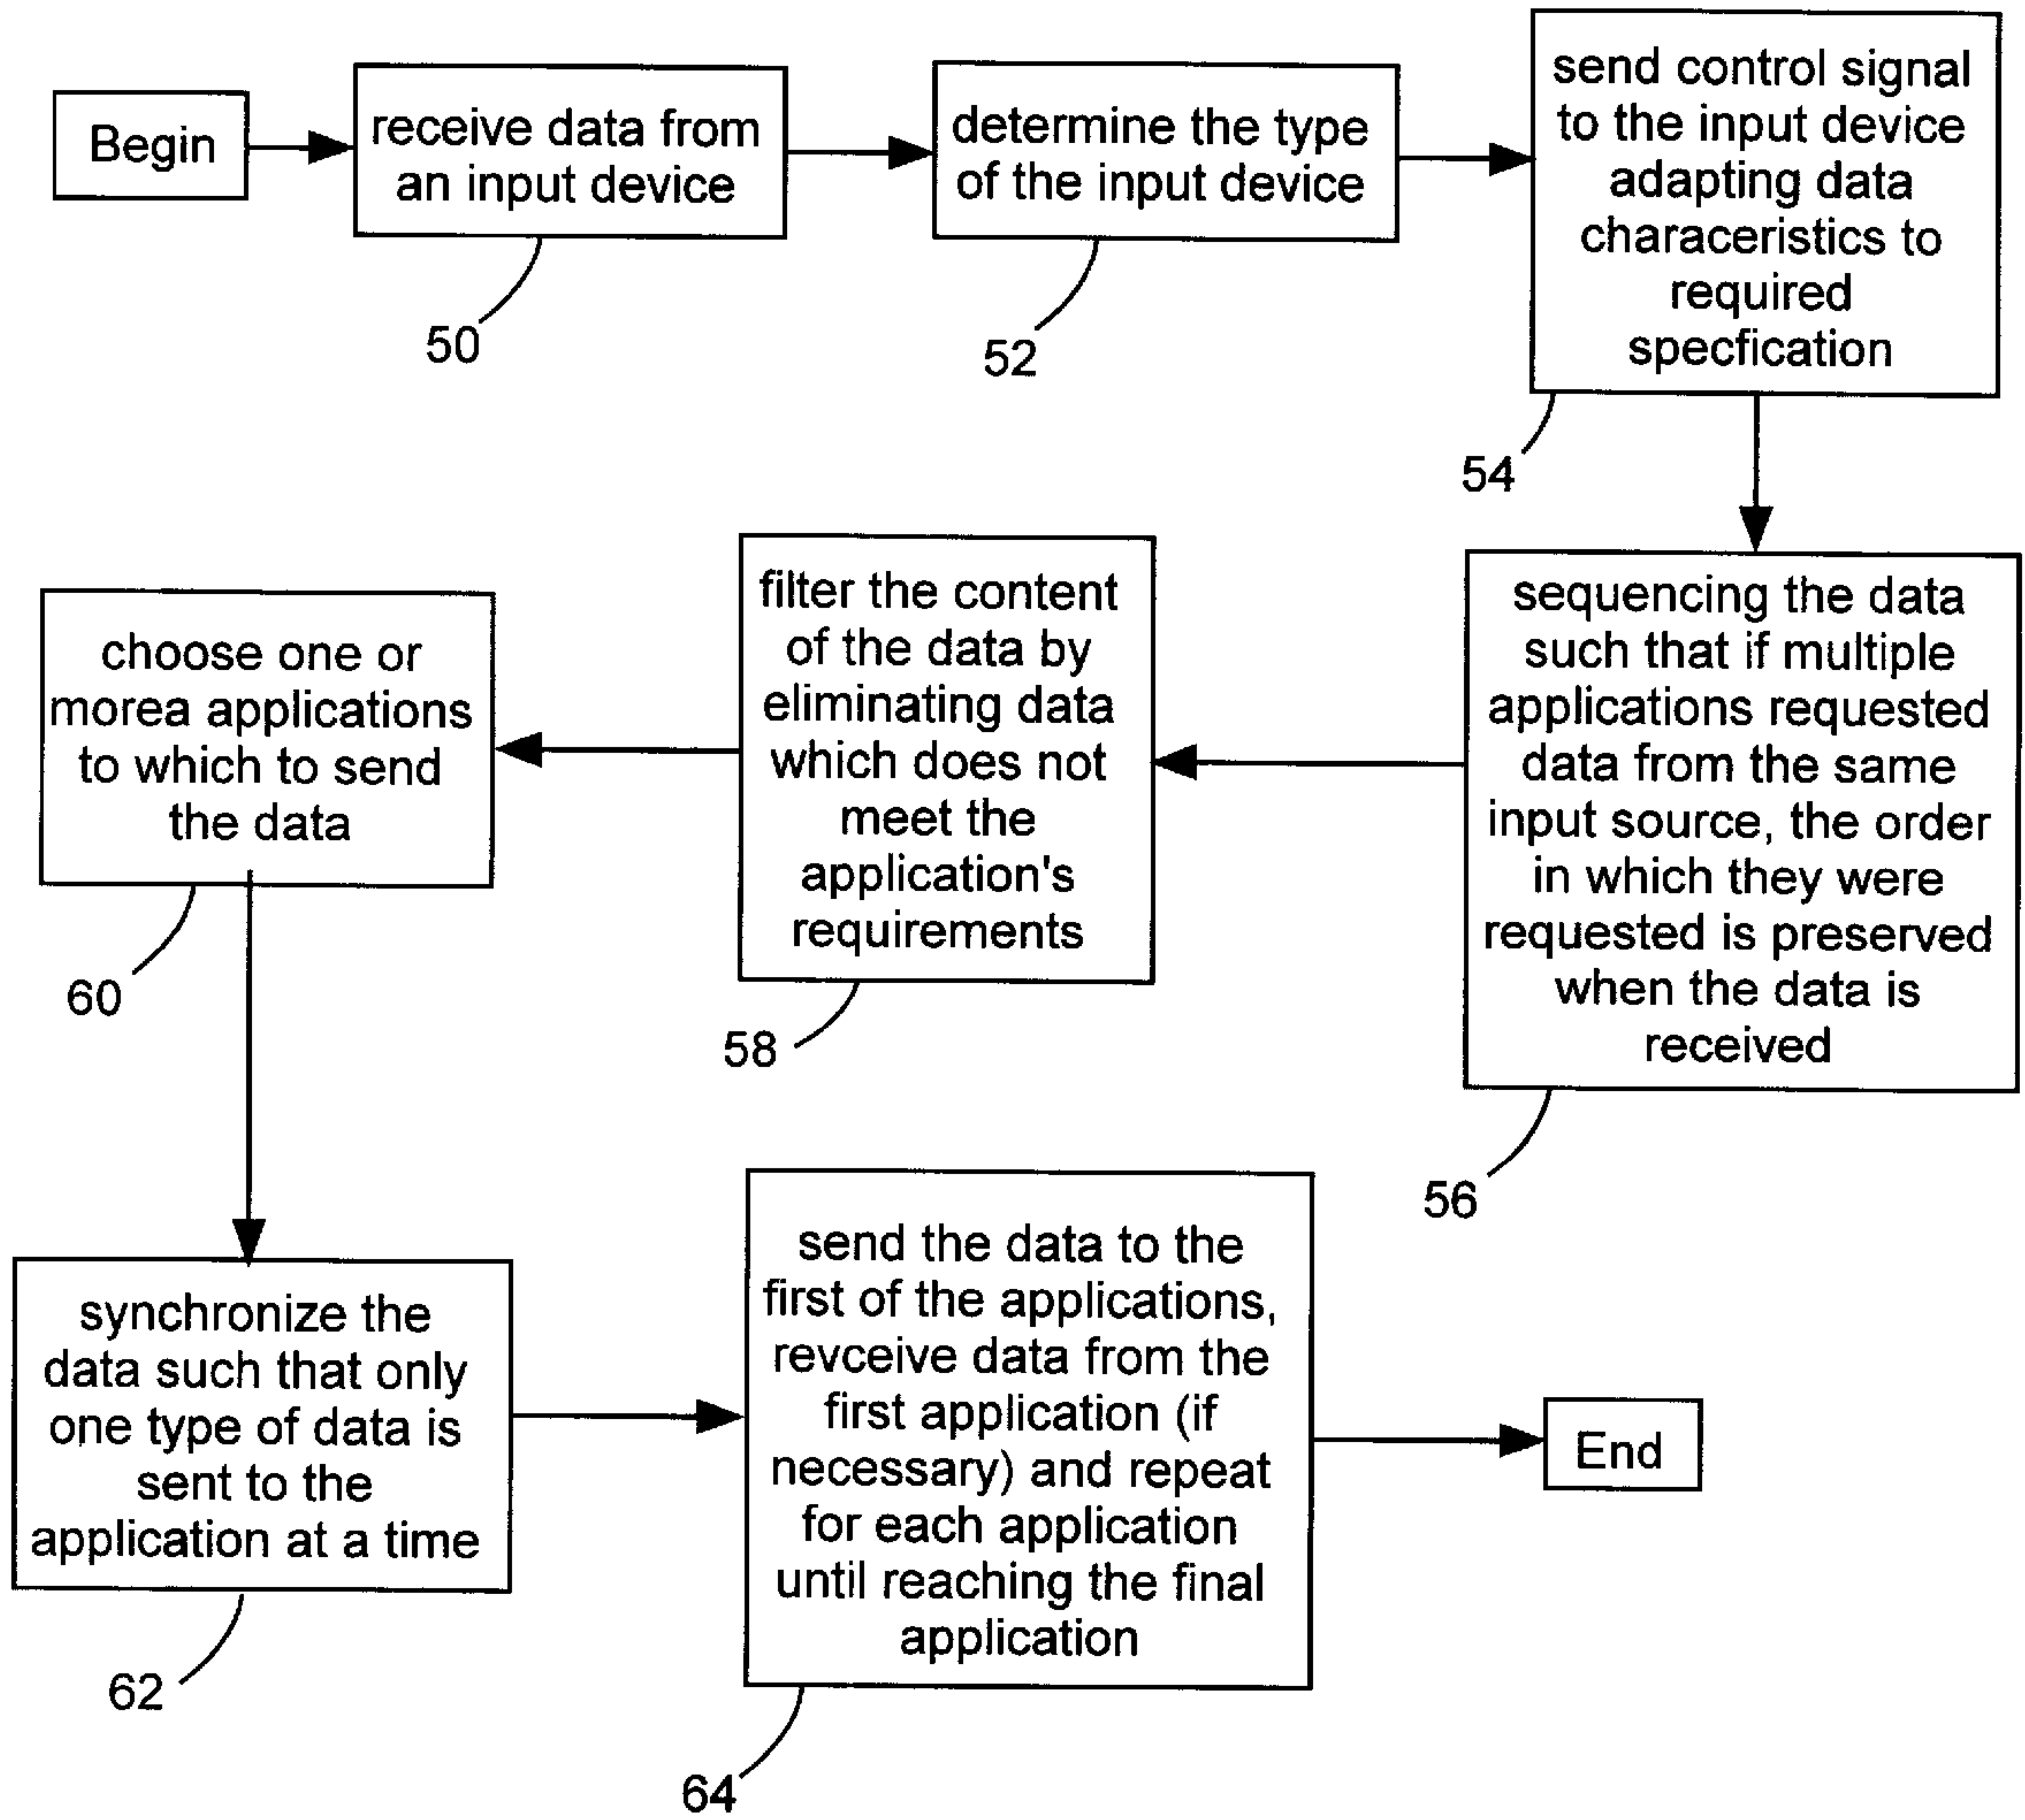 Begin
receive data from
an input device
50
determine the type
of the input device
52
send control signal
to the input device
adapting data
characeristics to
required
specfication
54
sequencing the data
such that if multiple
applications requested
data from the same
input source, the order
in which they were
requested is preserved
when the data is
received
56
filter the content
of the data by
eliminating data
which does not
meet the
application's
requirements
58
choose one or
morea applications
to which to send
the data
60
synchronize the
data such that only
one type of data is
sent to the
application at a time
62
send the data to the
first of the applications,
revceive data from the
first application (if
necessary) and repeat
for each application
until reaching the final
application
64
End